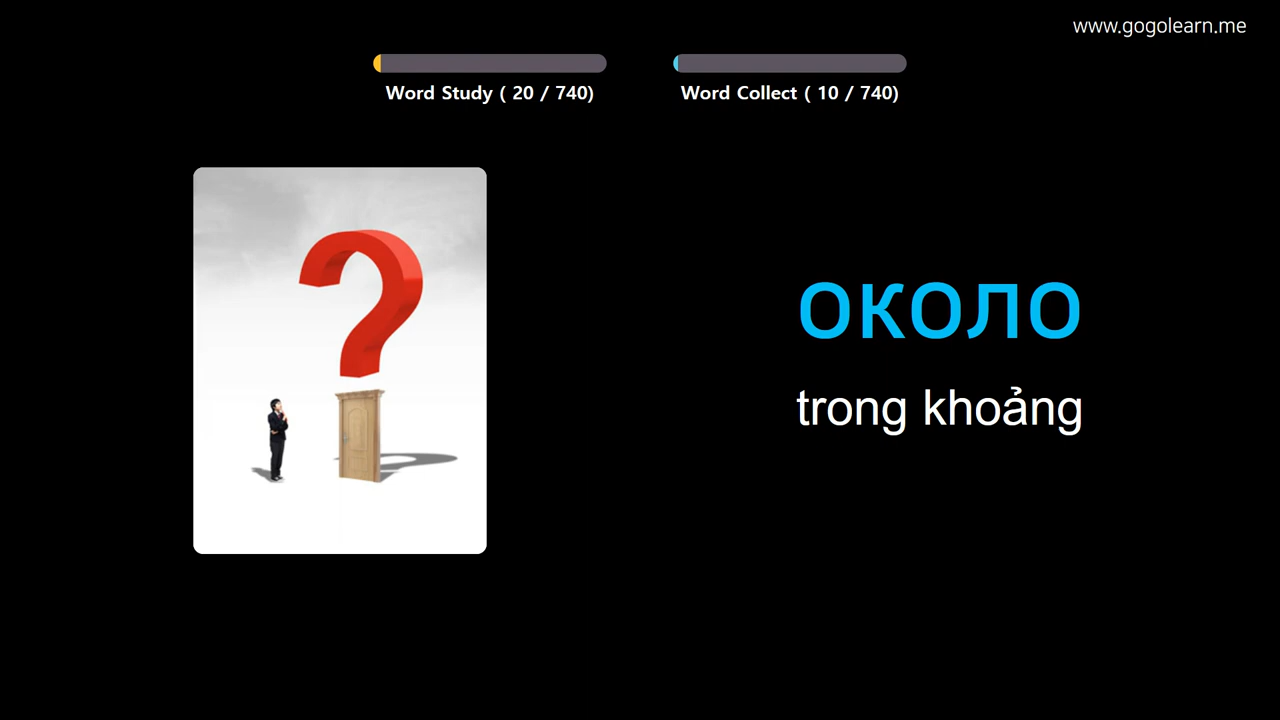 www.gogolearn.me
Word Study ( 20 / 740)
Word Collect ( 10 / 740)
около
trong khoảng